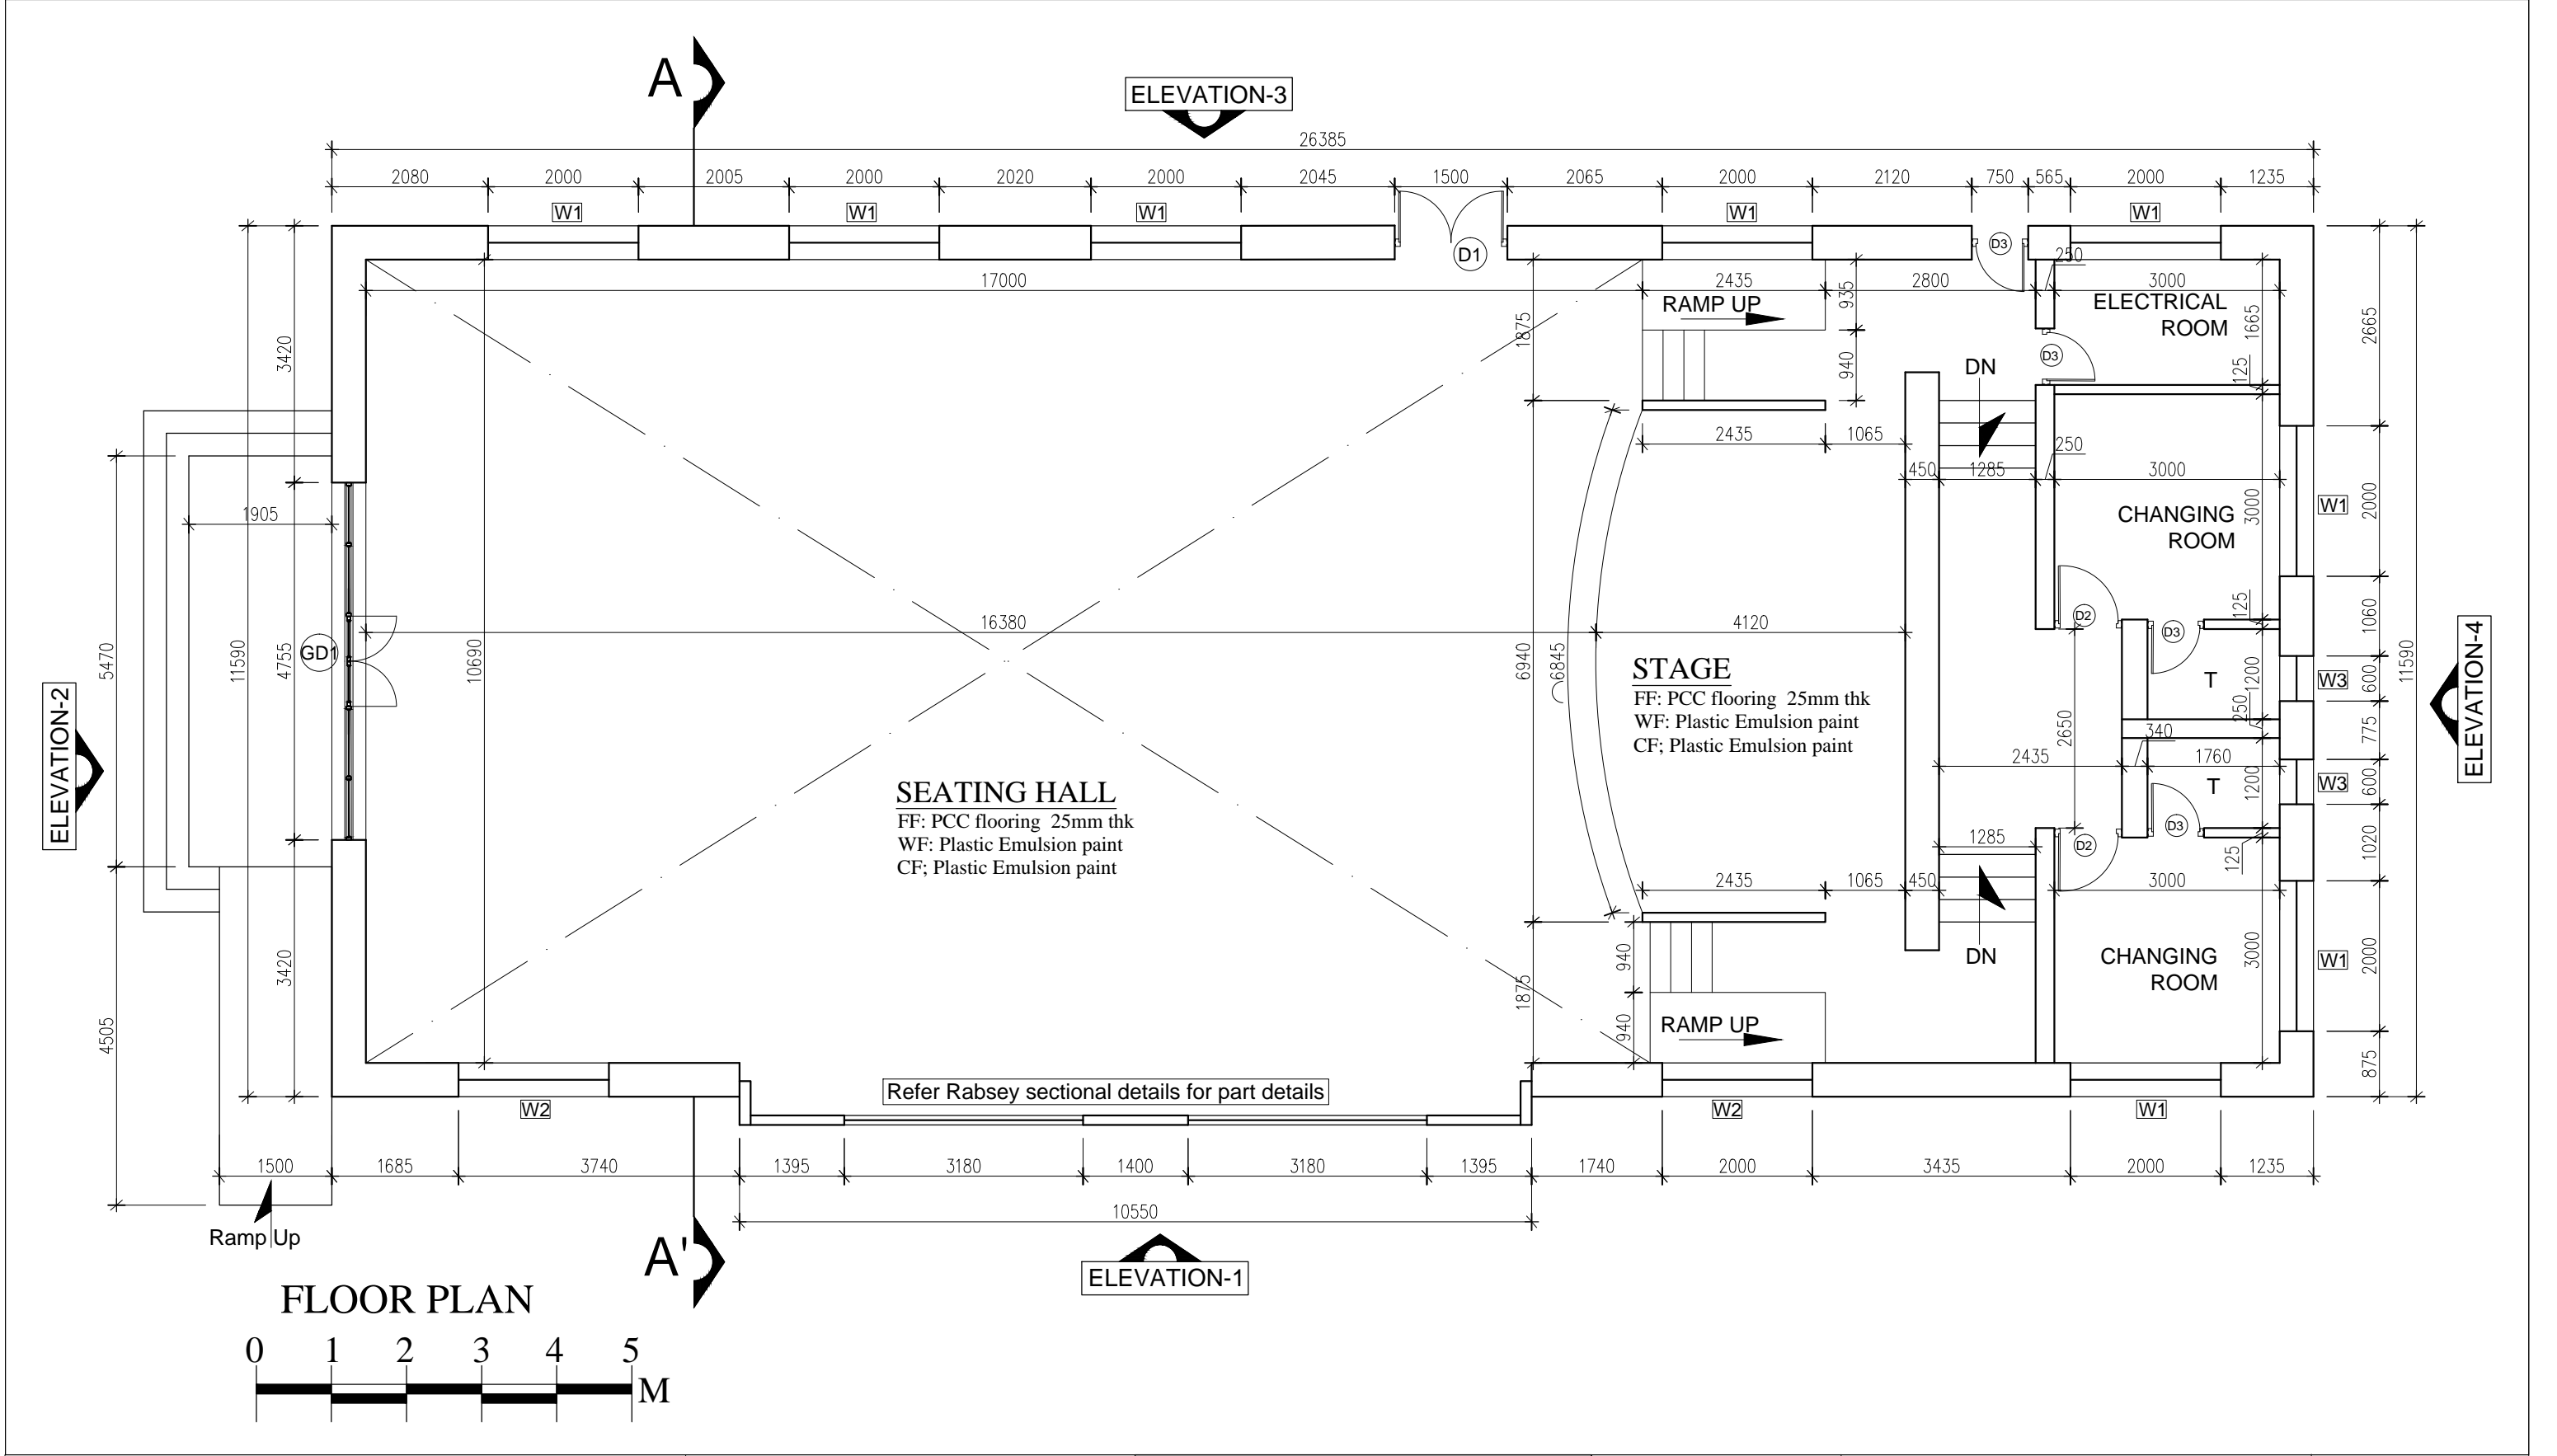 A
ELEVATION-3
26385
2080 2000 2005 2000 2020 2000 2045 1500 2065 2000 2120 750 565 2000 1235
W1 W1 W1 W1 W1
D1 D3
250
17000 2435 2800 3000
RAMP UP
935
ELECTRICAL
ROOM
1665
1875
2665
3420
940
D3
DN
125
2435 1065
250
450 1285 3000
1905
CHANGING
ROOM
3000
W1
2000
125
D2
D3
1060
16380 4120
5470
11590
4755
GD1
10690
6940
6845
STAGE
FF: PCC flooring 25mm thk
WF: Plastic Emulsion paint
CF; Plastic Emulsion paint
T
1200
W3
600
11590
ELEVATION-4
ELEVATION-2
2650
250
340
775
2435 1760
SEATING HALL
FF: PCC flooring 25mm thk
WF: Plastic Emulsion paint
CF; Plastic Emulsion paint
T
1200
W3
600
D3
1285
D2
125
1020
2435 1065 450 3000
3420
940
DN
CHANGING
ROOM
3000
W1
2000
1875
4505
940
RAMP UP
875
Refer Rabsey sectional details for part details
W2 W2 W1
1500 1685 3740 1395 3180 1400 3180 1395 1740 2000 3435 2000 1235
10550
Ramp Up
A'
ELEVATION-1
FLOOR PLAN
0 1 2 3 4 5
M